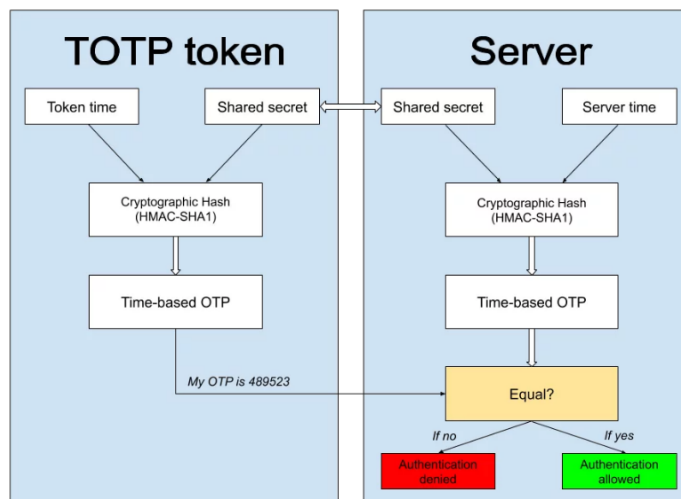 TOTP token
Server
Token time
Shared secret
Shared secret
Server time
Cryptographic Hash
(HMAC-SHA1)
Cryptographic Hash
(HMAC-SHA1)
Time-based OTP
Time-based OTP
My OTP is 489523
Equal?
If no
If yes
Authentication
denied
Authentication
allowed